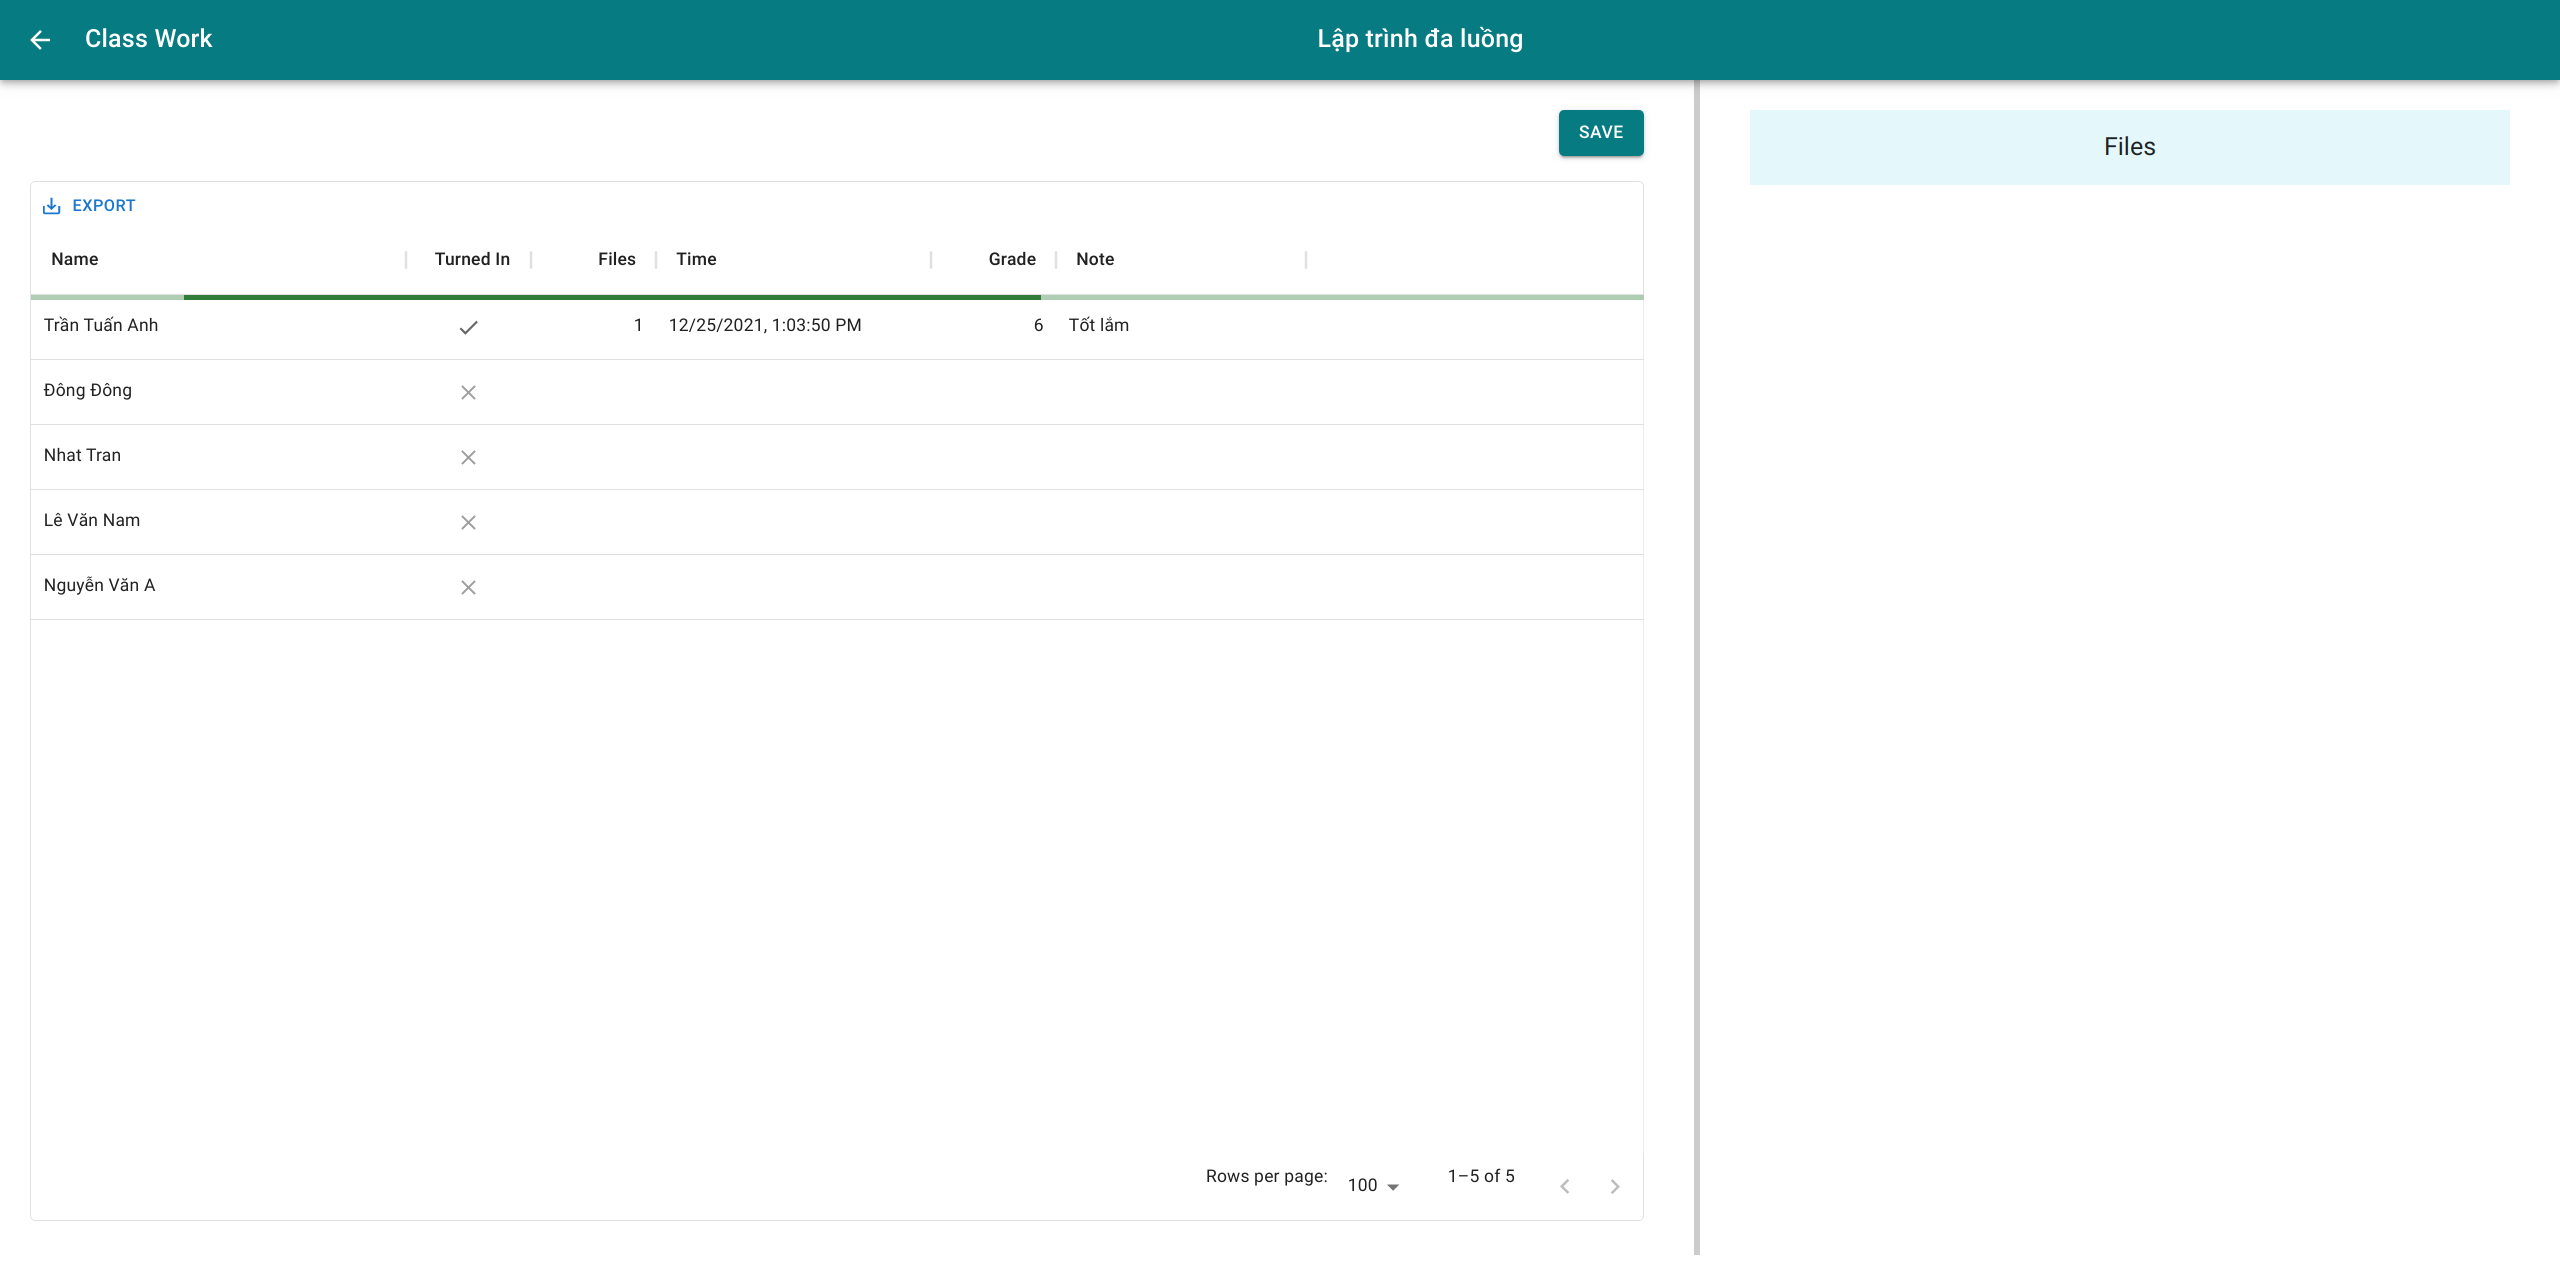 Class Work
Lập trình đa luồng
SAVE
Files
EXPORT
Name Turned In Files Time Grade Note
Trần Tuấn Anh 1 12/25/2021, 1:03:50 PM 6 Tốt lắm
Đông Đông
Nhat Tran
Lê Văn Nam
Nguyễn Văn A
Rows per page: 100 1–5 of 5